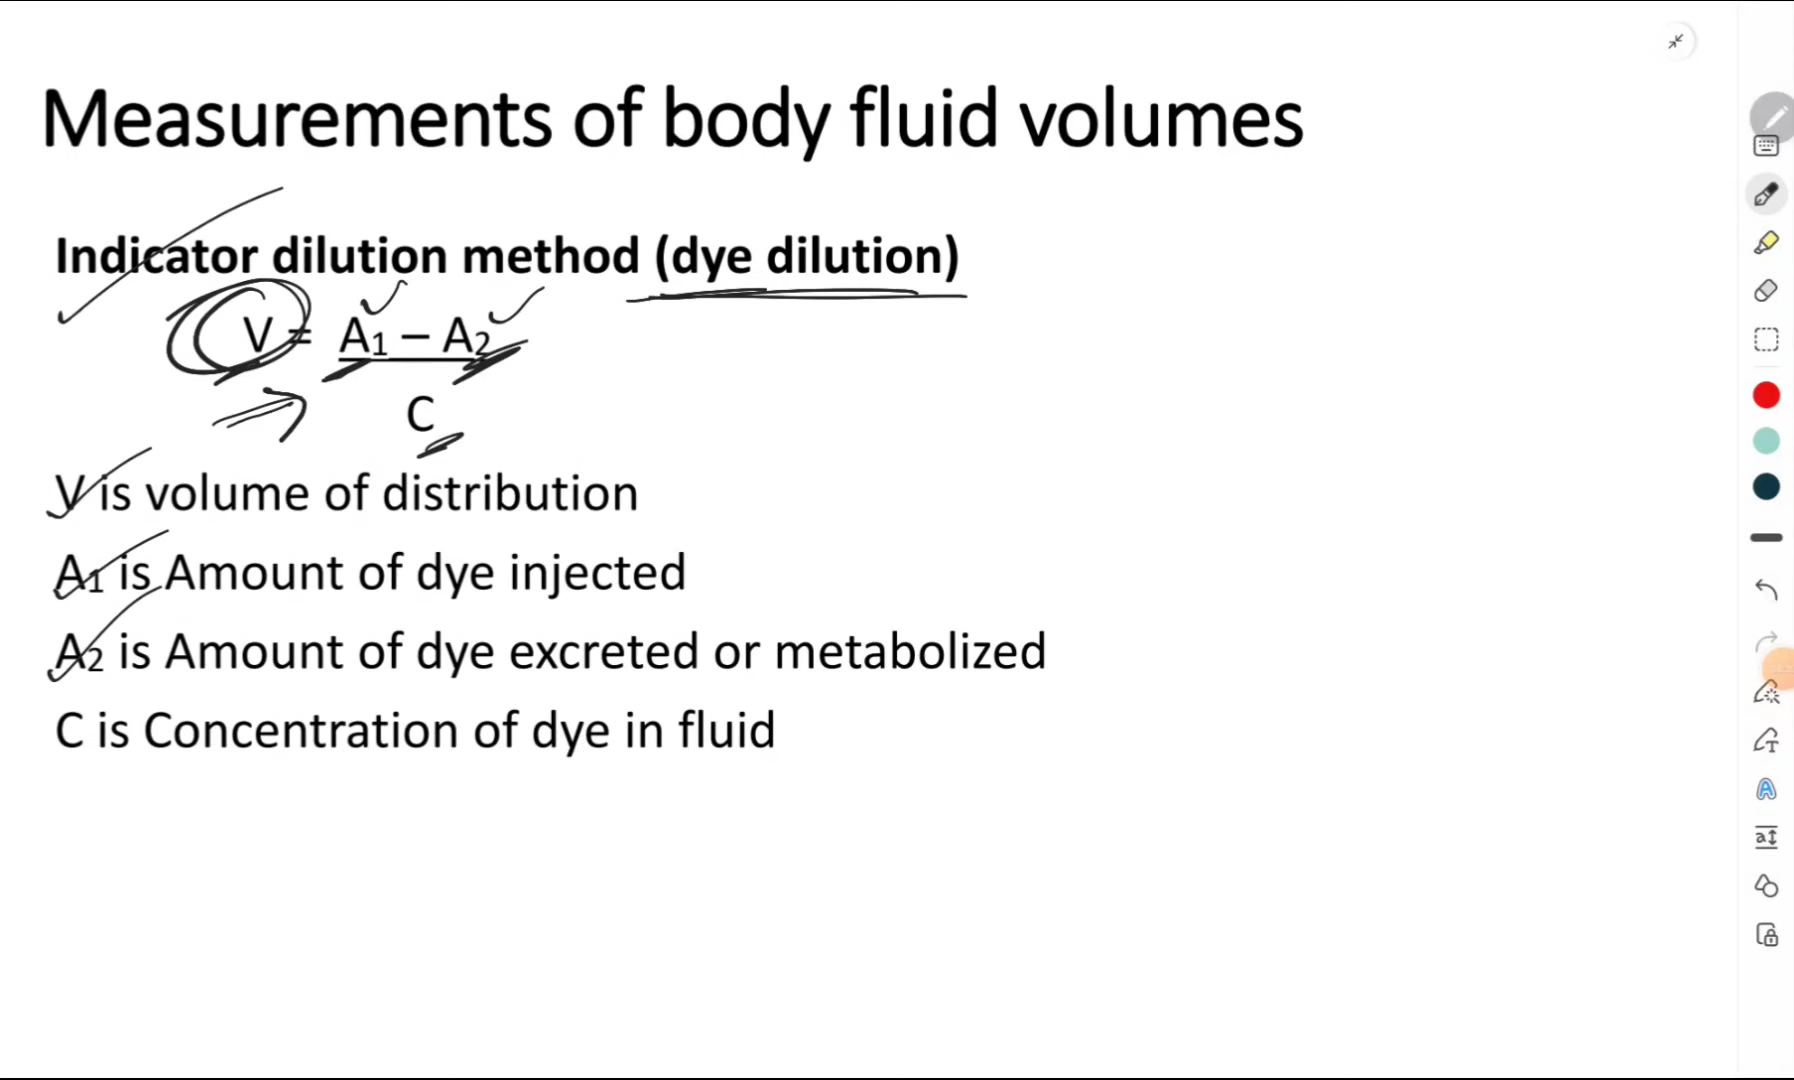 Measurements of body fluid volumes
Indicator dilution method (dye dilution)
V = A1 – A2
C
V is volume of distribution
A1 is Amount of dye injected
A2 is Amount of dye excreted or metabolized
C is Concentration of dye in fluid